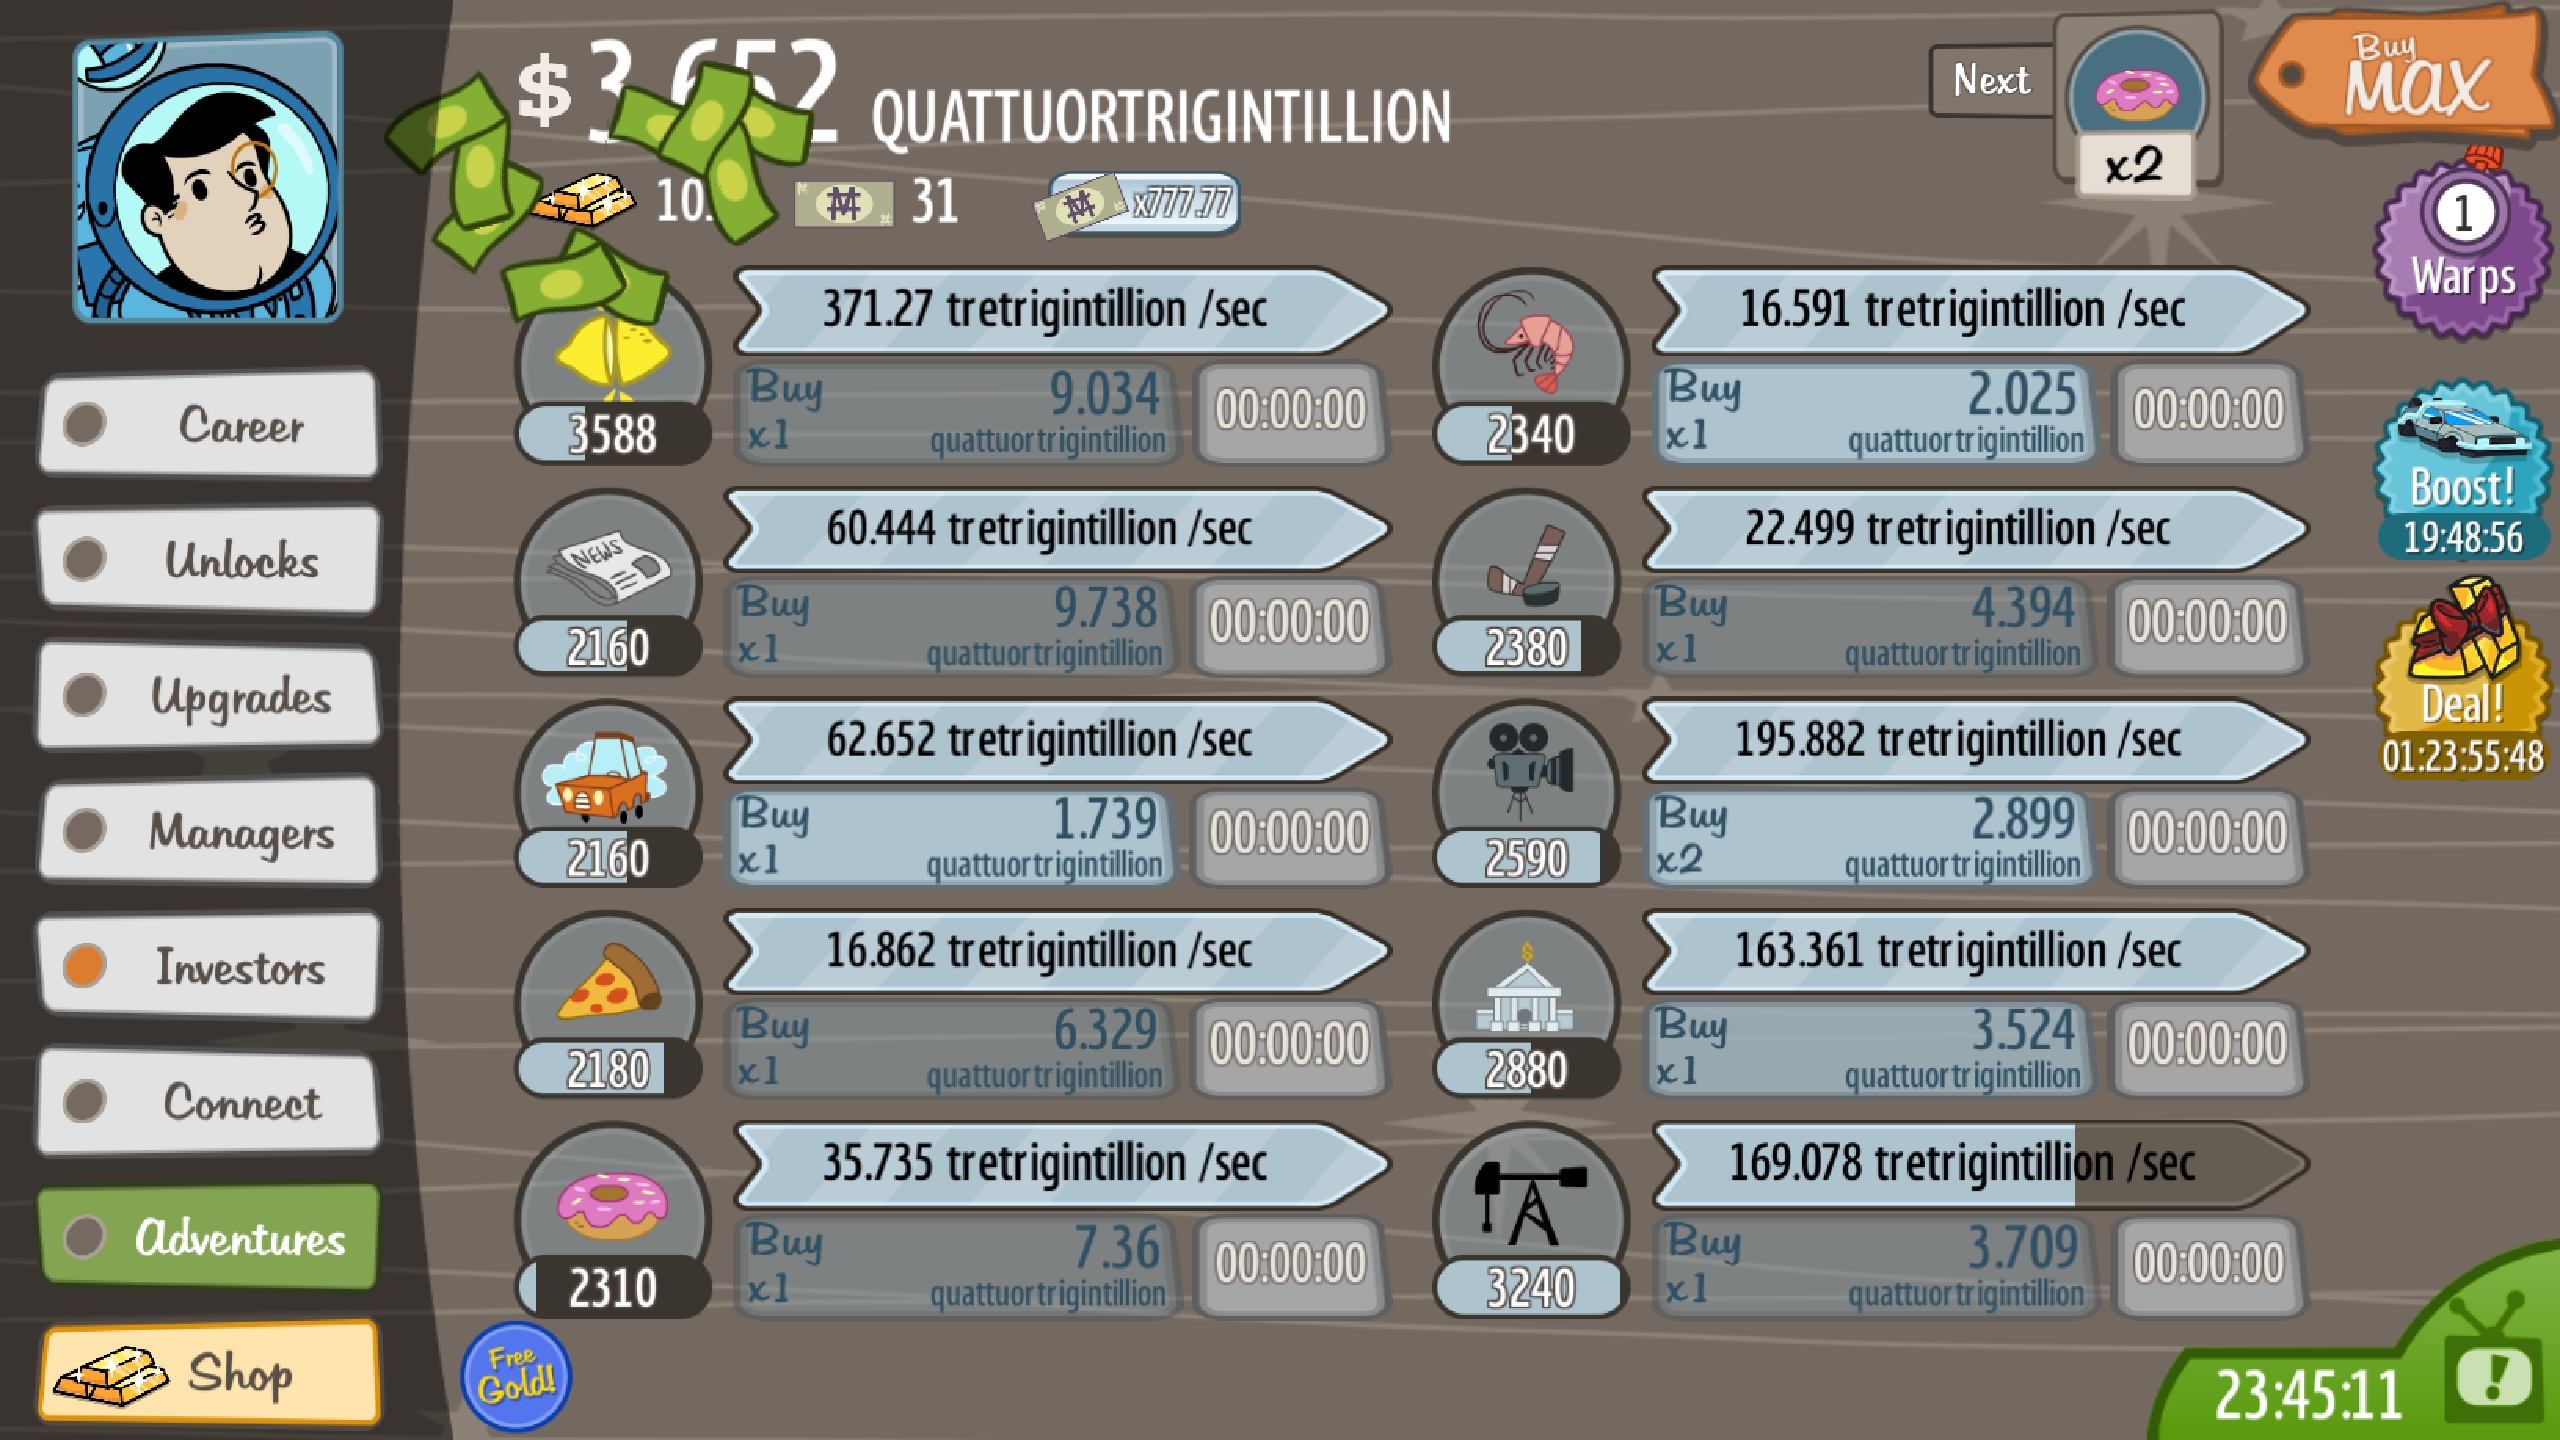 $ 3.652 QUATTUORTRIGINTILLION
31
x777.77
Next
x2
Buy
MAX
1
Warps
Boost!
19:48:56
Deal!
01:23:55:48
Career
Unlocks
Upgrades
Managers
Investors
Connect
Adventures
Shop
3588
371.27 tretrigintillion /sec
Buy 9.034
x1 quattuortrigintillion
00:00:00
NEWS
2160
60.444 tretrigintillion /sec
Buy 9.738
x1 quattuortrigintillion
00:00:00
2160
62.652 tretrigintillion /sec
Buy 1.739
x1 quattuortrigintillion
00:00:00
2180
16.862 tretrigintillion /sec
Buy 6.329
x1 quattuortrigintillion
00:00:00
2310
35.735 tretrigintillion /sec
Buy 7.36
x1 quattuortrigintillion
00:00:00
2340
16.591 tretrigintillion /sec
Buy 2.025
x1 quattuortrigintillion
00:00:00
2380
22.499 tretrigintillion /sec
Buy 4.394
x1 quattuortrigintillion
00:00:00
2590
195.882 tretrigintillion /sec
Buy 2.899
x2 quattuortrigintillion
00:00:00
$
2880
163.361 tretrigintillion /sec
Buy 3.524
x1 quattuortrigintillion
00:00:00
3240
169.078 tretrigintillion /sec
Buy 3.709
x1 quattuortrigintillion
00:00:00
Free
Gold!
23:45:11
!